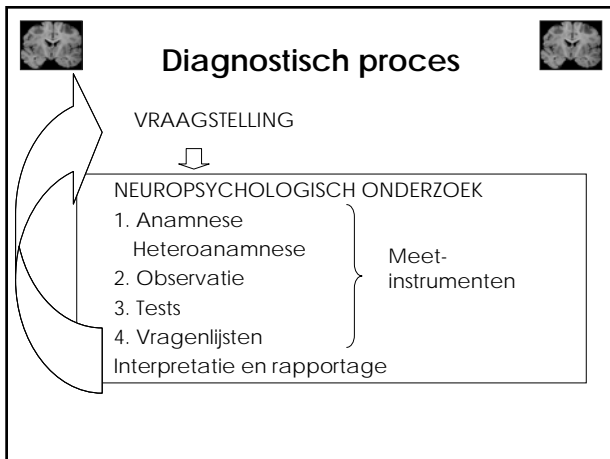 Diagnostisch proces
VRAAGSTELLING
NEUROPSYCHOLOGISCH ONDERZOEK
1. Anamnese
Heteroanamnese
2. Observatie
3. Tests
4. Vragenlijsten
Meet-
instrumenten
Interpretatie en rapportage